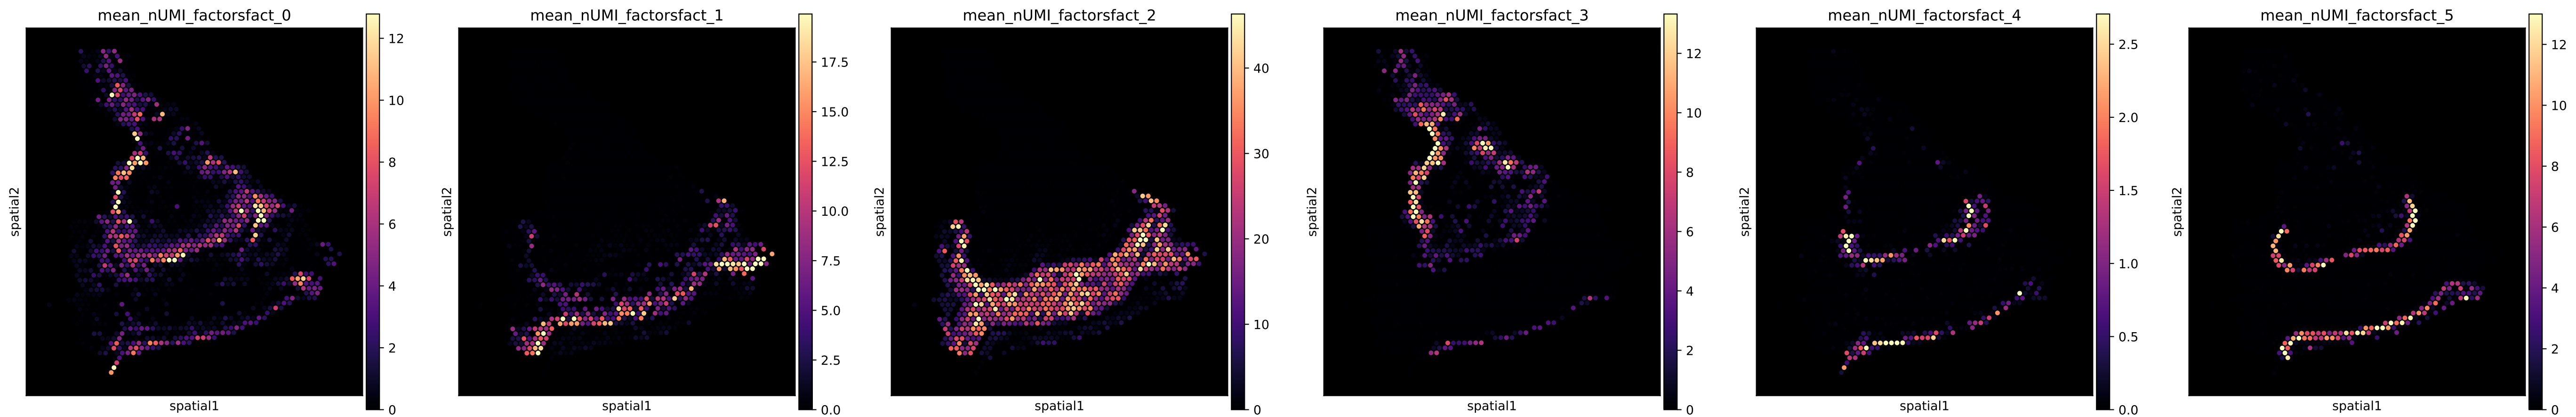 mean_nUMI_factorsfact_0
spatial2
spatial1
12
10
8
6
4
2
0
mean_nUMI_factorsfact_1
spatial2
spatial1
17.5
15.0
12.5
10.0
7.5
5.0
2.5
0.0
mean_nUMI_factorsfact_2
spatial2
spatial1
40
30
20
10
0
mean_nUMI_factorsfact_3
spatial2
spatial1
12
10
8
6
4
2
0
mean_nUMI_factorsfact_4
spatial2
spatial1
2.5
2.0
1.5
1.0
0.5
0.0
mean_nUMI_factorsfact_5
spatial2
spatial1
12
10
8
6
4
2
0